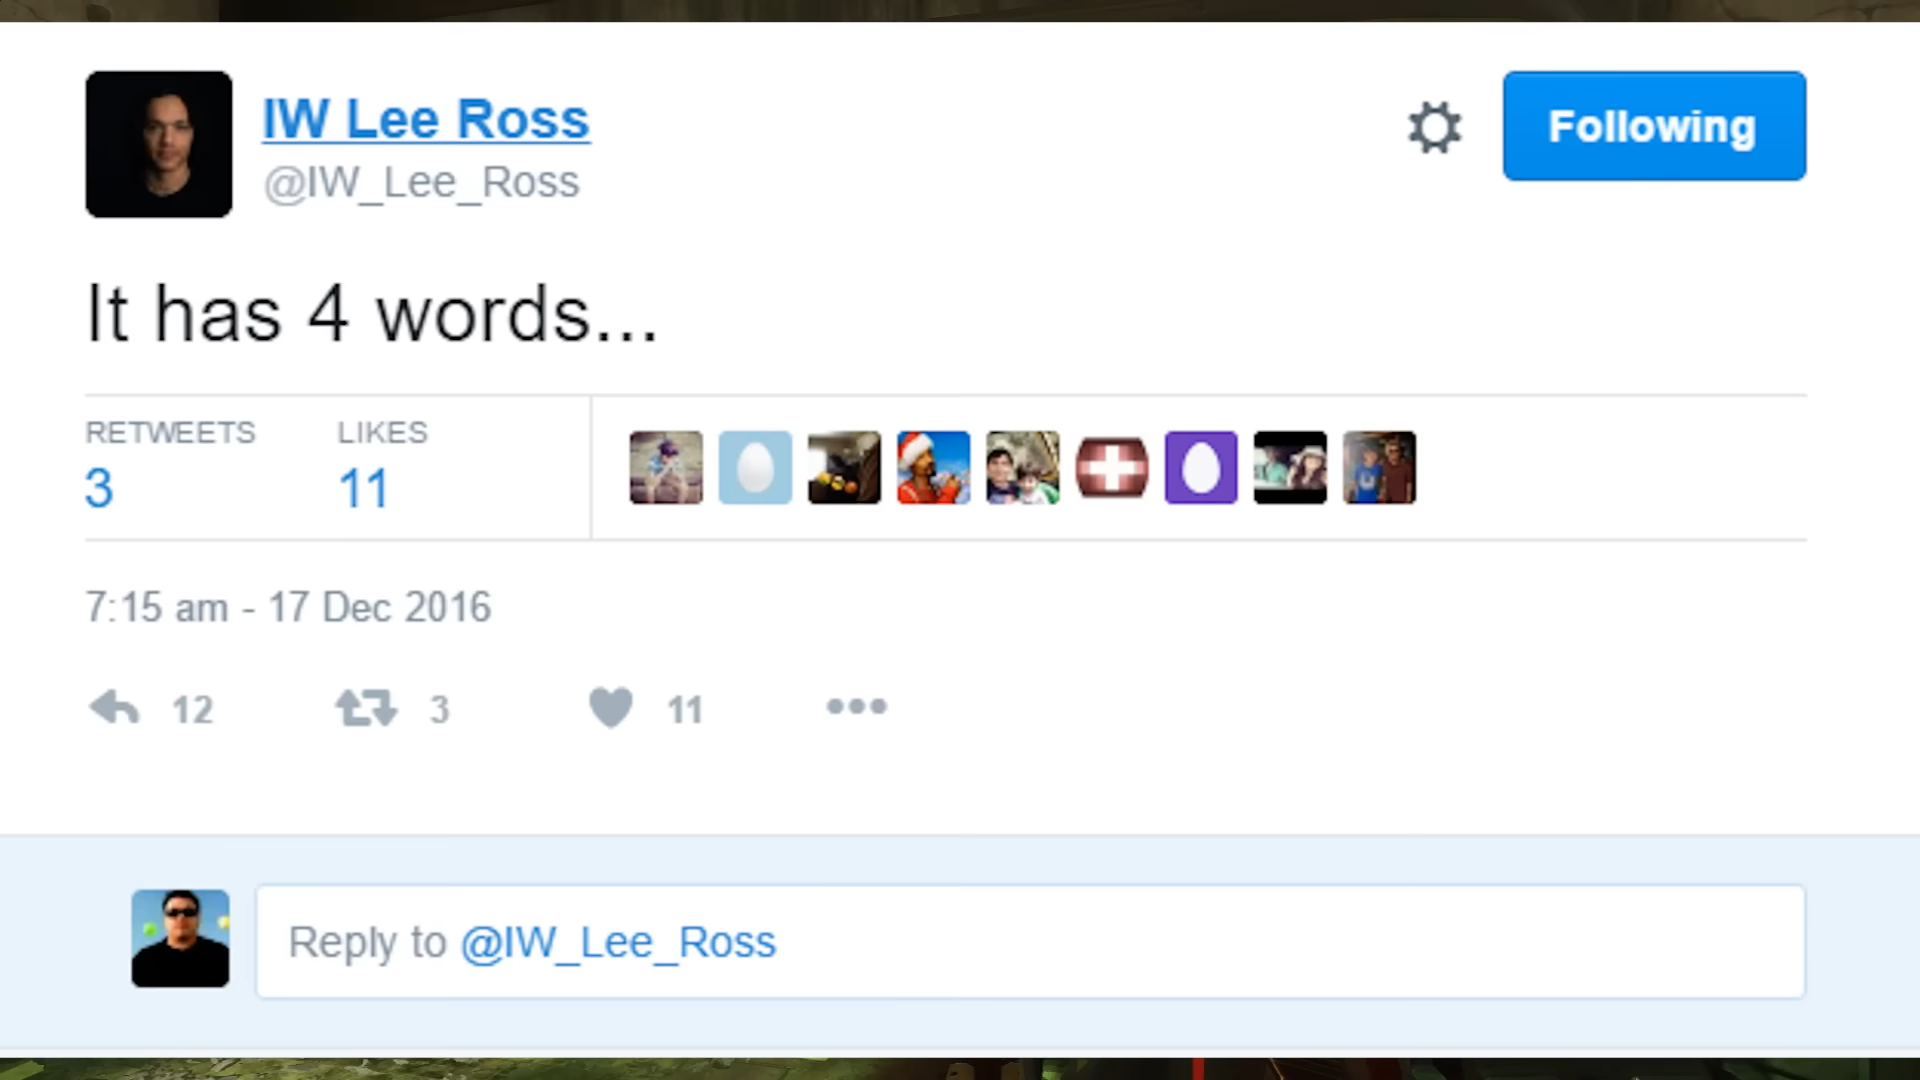 IW Lee Ross
@IW_Lee_Ross
Following
It has 4 words...
RETWEETS LIKES
3 11
7:15 am - 17 Dec 2016
12 3 11
Reply to @IW_Lee_Ross